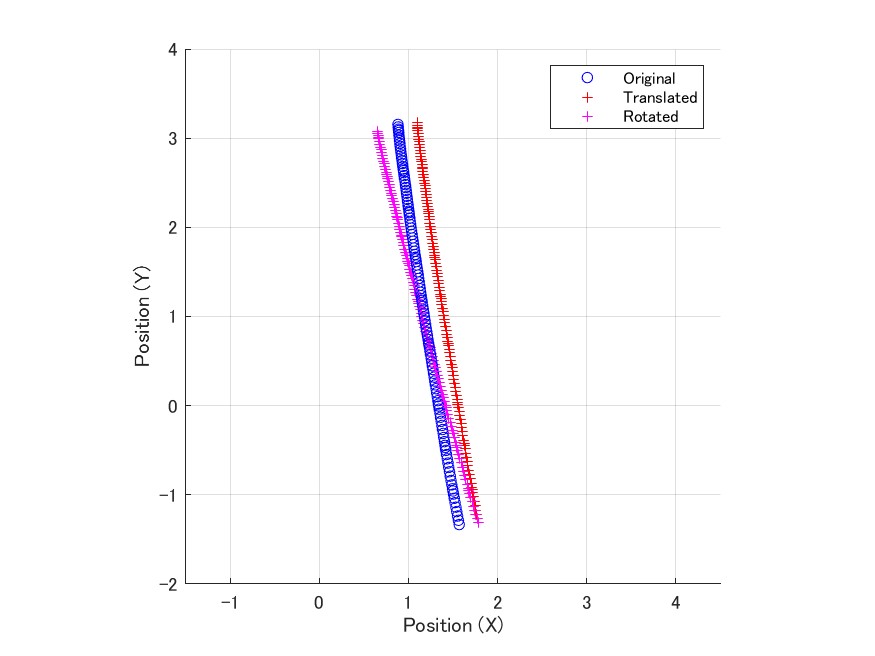 4
3
2
1
0
−1
−2
−1
0
1
2
3
4
Position (Y)
Position (X)
Original
Translated
Rotated